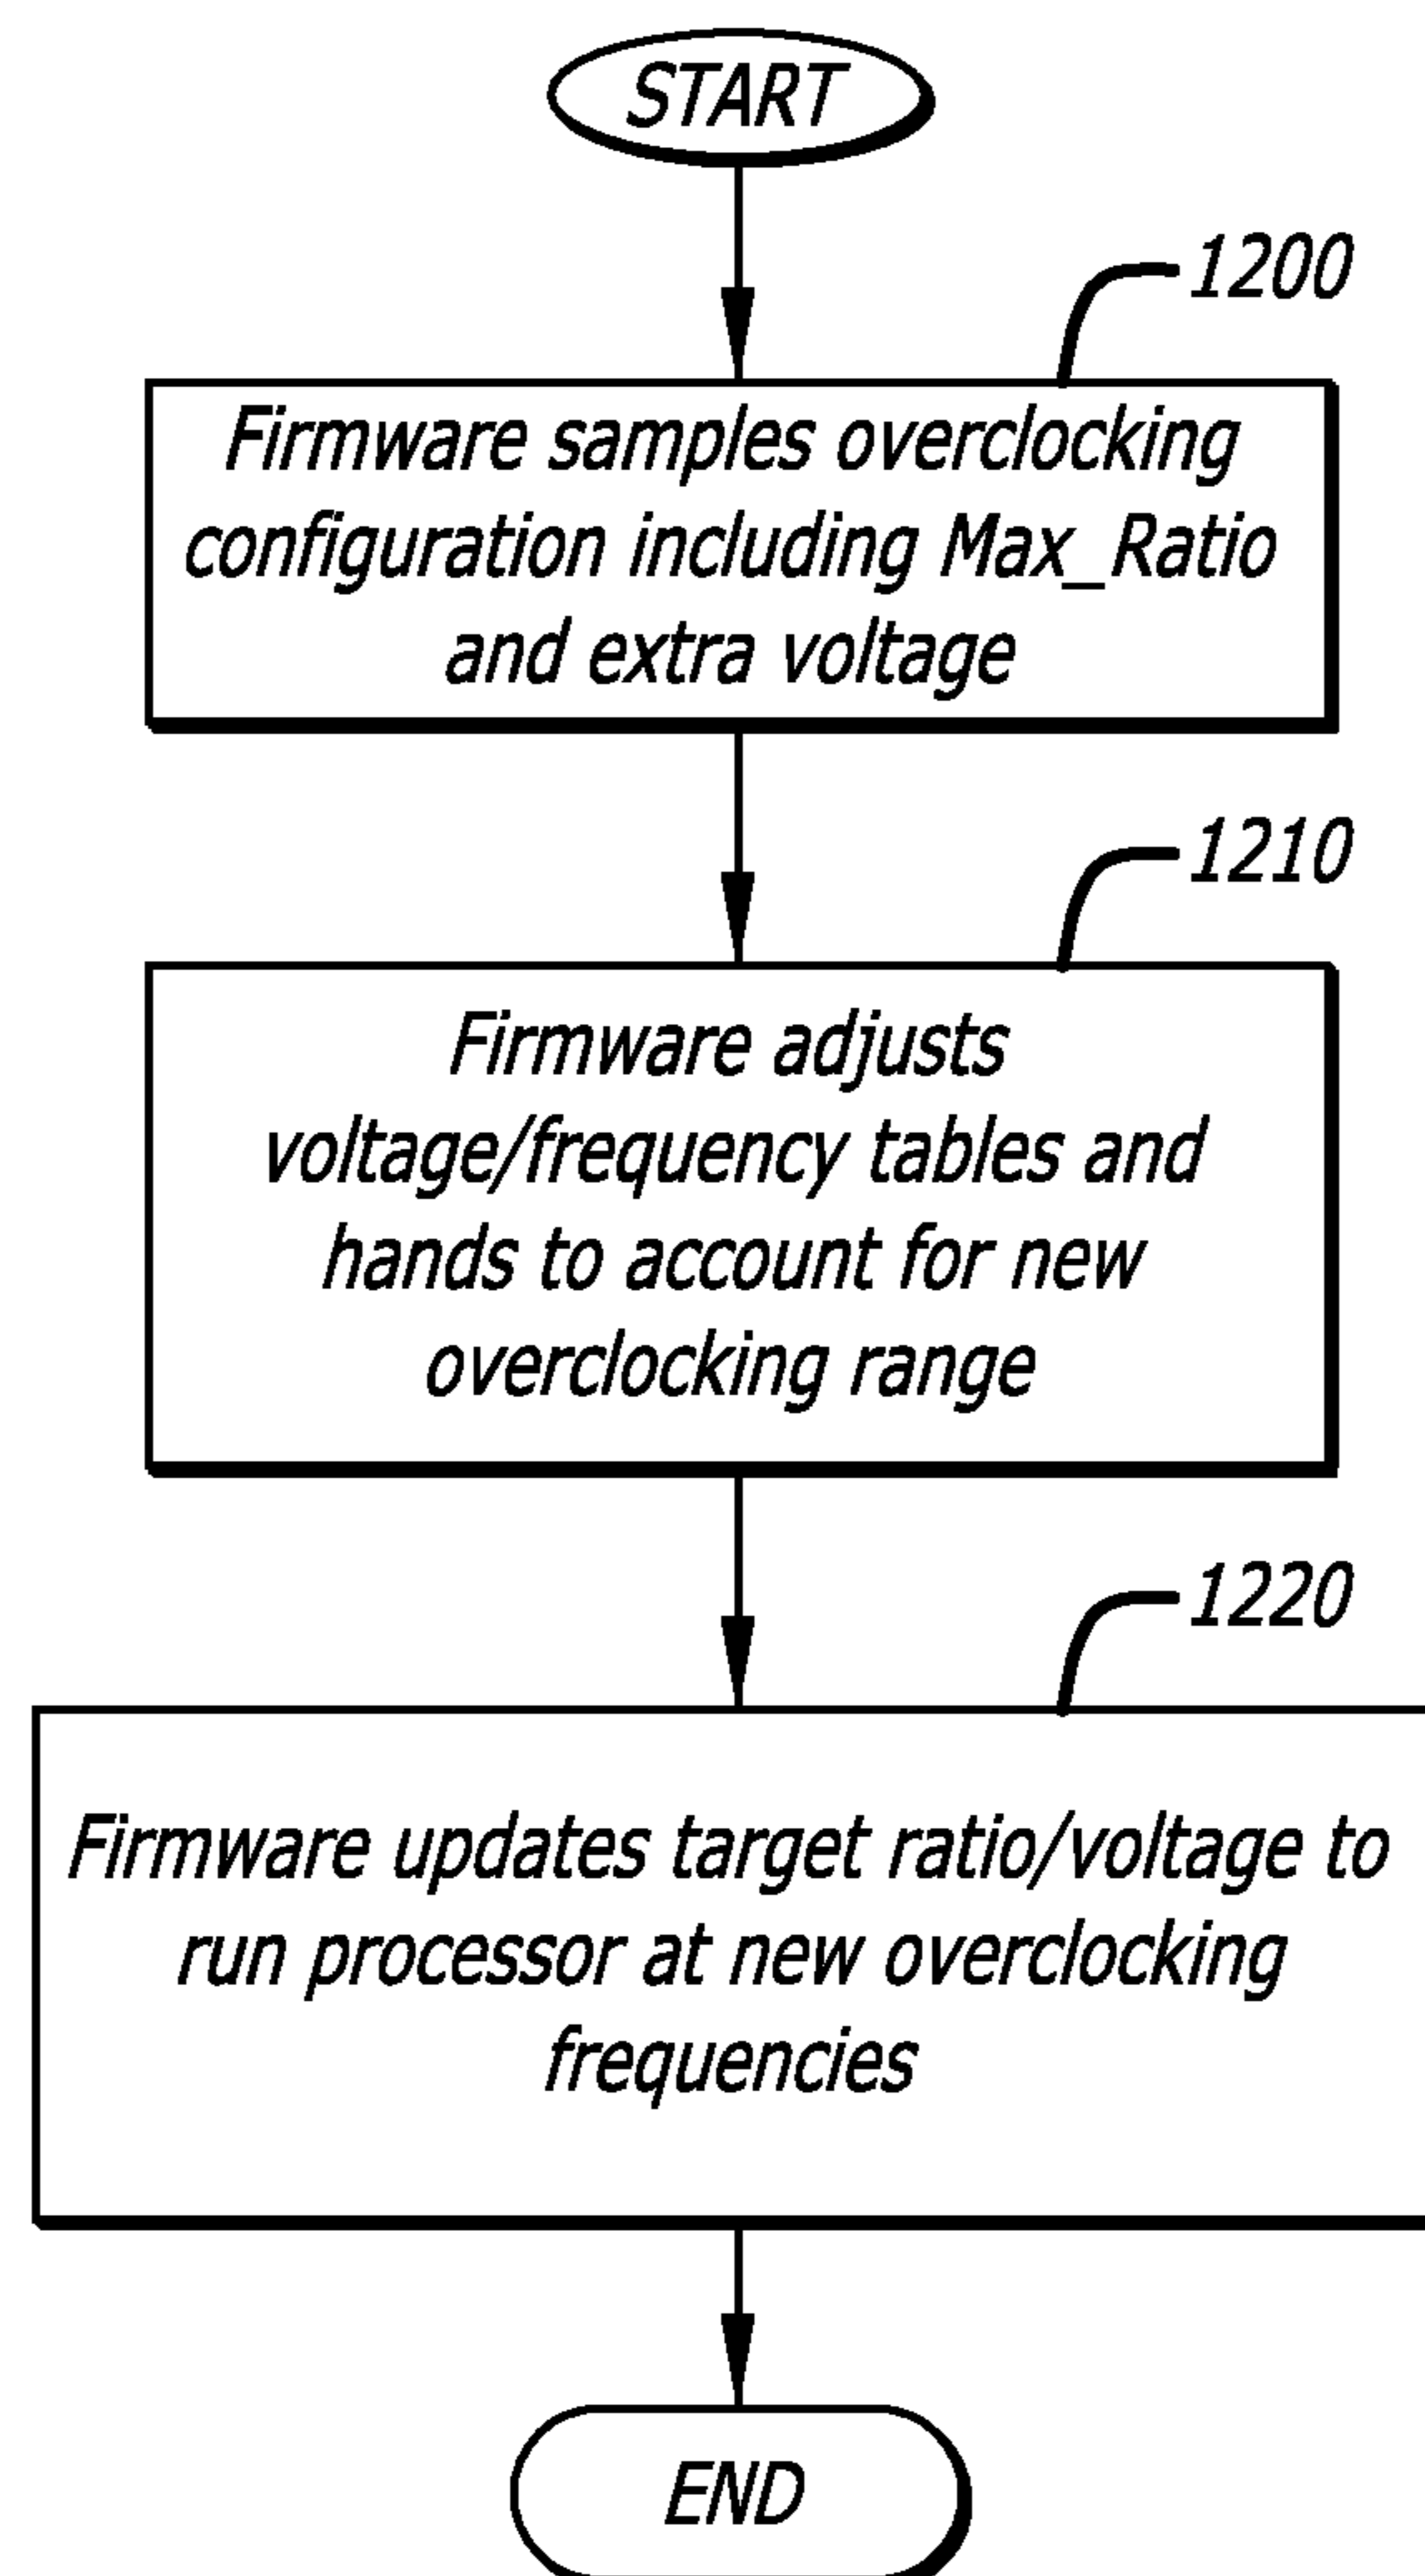 START
1200
Firmware samples overclocking
configuration including Max_Ratio
and extra voltage
1210
Firmware adjusts
voltage/frequency tables and
hands to account for new
overclocking range
1220
Firmware updates target ratio/voltage to
run processor at new overclocking
frequencies
END